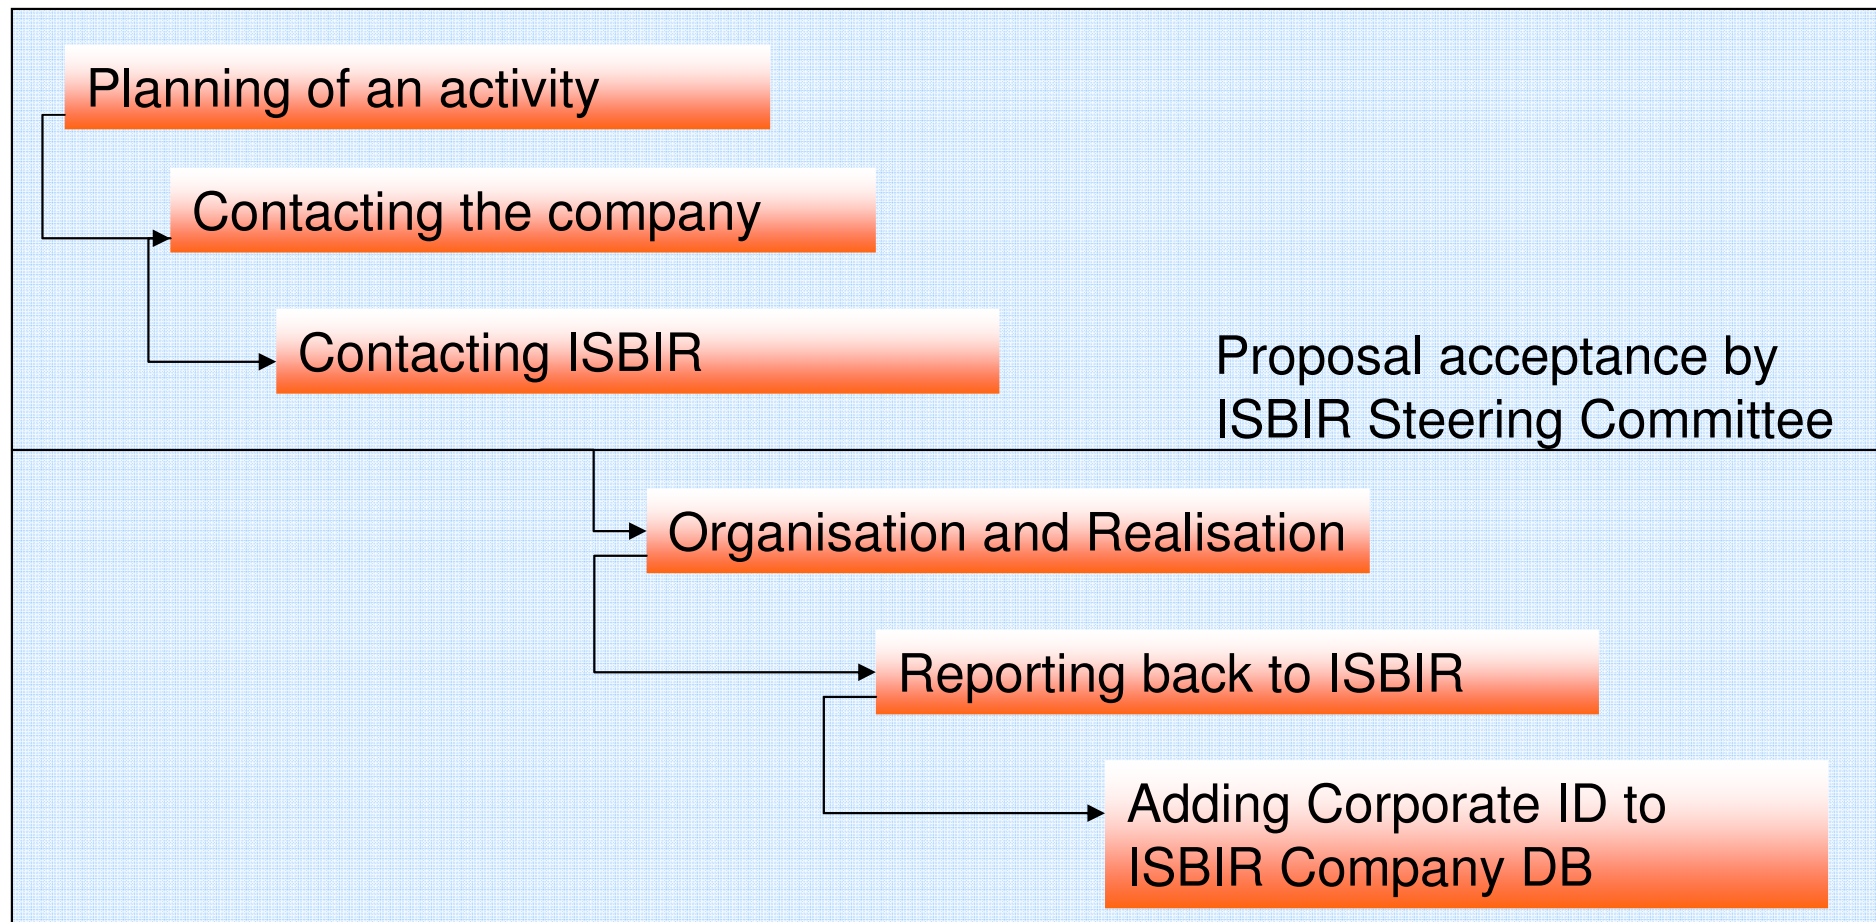 Planning of an activity
Contacting the company
Contacting ISBIR
Proposal acceptance by
ISBIR Steering Committee
Organisation and Realisation
Reporting back to ISBIR
Adding Corporate ID to
ISBIR Company DB